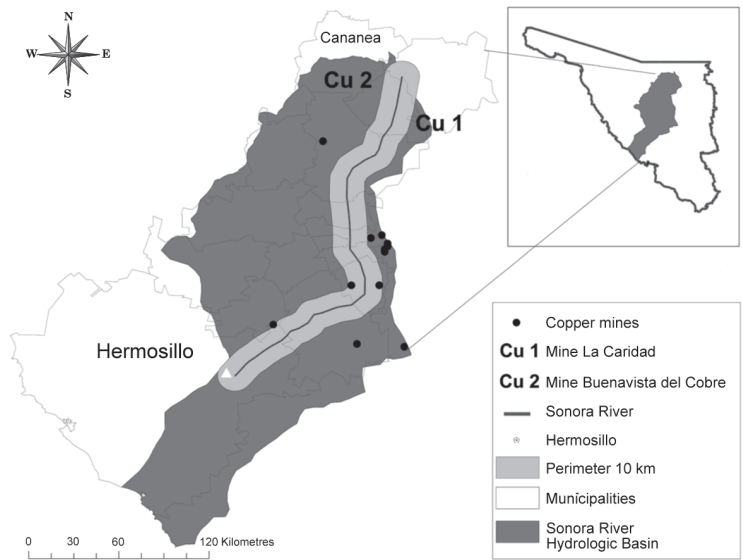 N
W E
S
Cananea
Cu 2
Cu 1
Hermosillo
Copper mines
Cu 1 Mine La Caridad
Cu 2 Mine Buenavista del Cobre
Sonora River
Hermosillo
Perimeter 10 km
Munícipalities
Sonora River
Hydrologic Basin
0 30 60 120 Kilometres